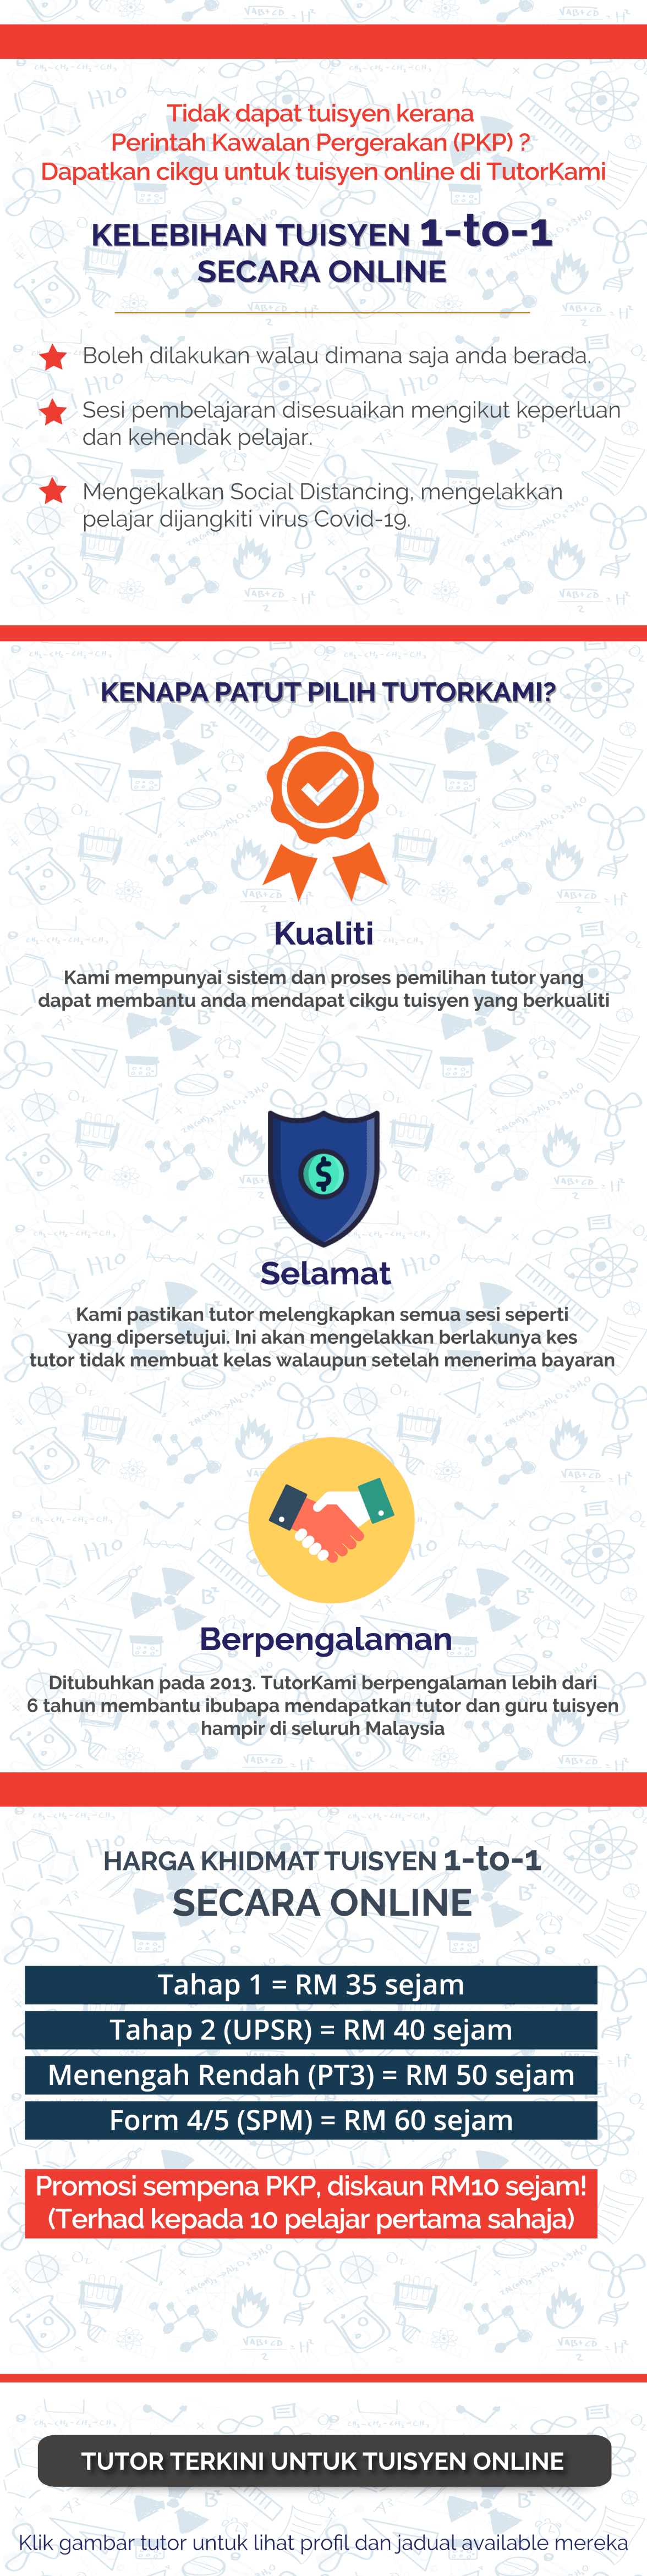 Tidak dapat tuisyen kerana
Perintah Kawalan Pergerakan (PKP) ?
Dapatkan cikgu untuk tuisyen online di TutorKami
KELEBIHAN TUISYEN 1-to-1
SECARA ONLINE
Boleh dilakukan walau dimana saja anda berada.
Sesi pembelajaran disesuaikan mengikut keperluan
dan kehendak pelajar.
Mengekalkan Social Distancing, mengelakkan
pelajar dijangkiti virus Covid-19.
KENAPA PATUT PILIH TUTORKAMI?
Kualiti
Kami mempunyai sistem dan proses pemilihan tutor yang
dapat membantu anda mendapat cikgu tuisyen yang berkualiti
Selamat
Kami pastikan tutor melengkapkan semua sesi seperti
yang dipersetujui. Ini akan mengelakkan berlakunya kes
tutor tidak membuat kelas walaupun setelah menerima bayaran
Berpengalaman
Ditubuhkan pada 2013. TutorKami berpengalaman lebih dari
6 tahun membantu ibubapa mendapatkan tutor dan guru tuisyen
hampir di seluruh Malaysia
HARGA KHIDMAT TUISYEN 1-to-1
SECARA ONLINE
Tahap 1 = RM 35 sejam
Tahap 2 (UPSR) = RM 40 sejam
Menengah Rendah (PT3) = RM 50 sejam
Form 4/5 (SPM) = RM 60 sejam
Promosi sempena PKP, diskaun RM10 sejam!
(Terhad kepada 10 pelajar pertama sahaja)
TUTOR TERKINI UNTUK TUISYEN ONLINE
Klik gambar tutor untuk lihat profil dan jadual available mereka